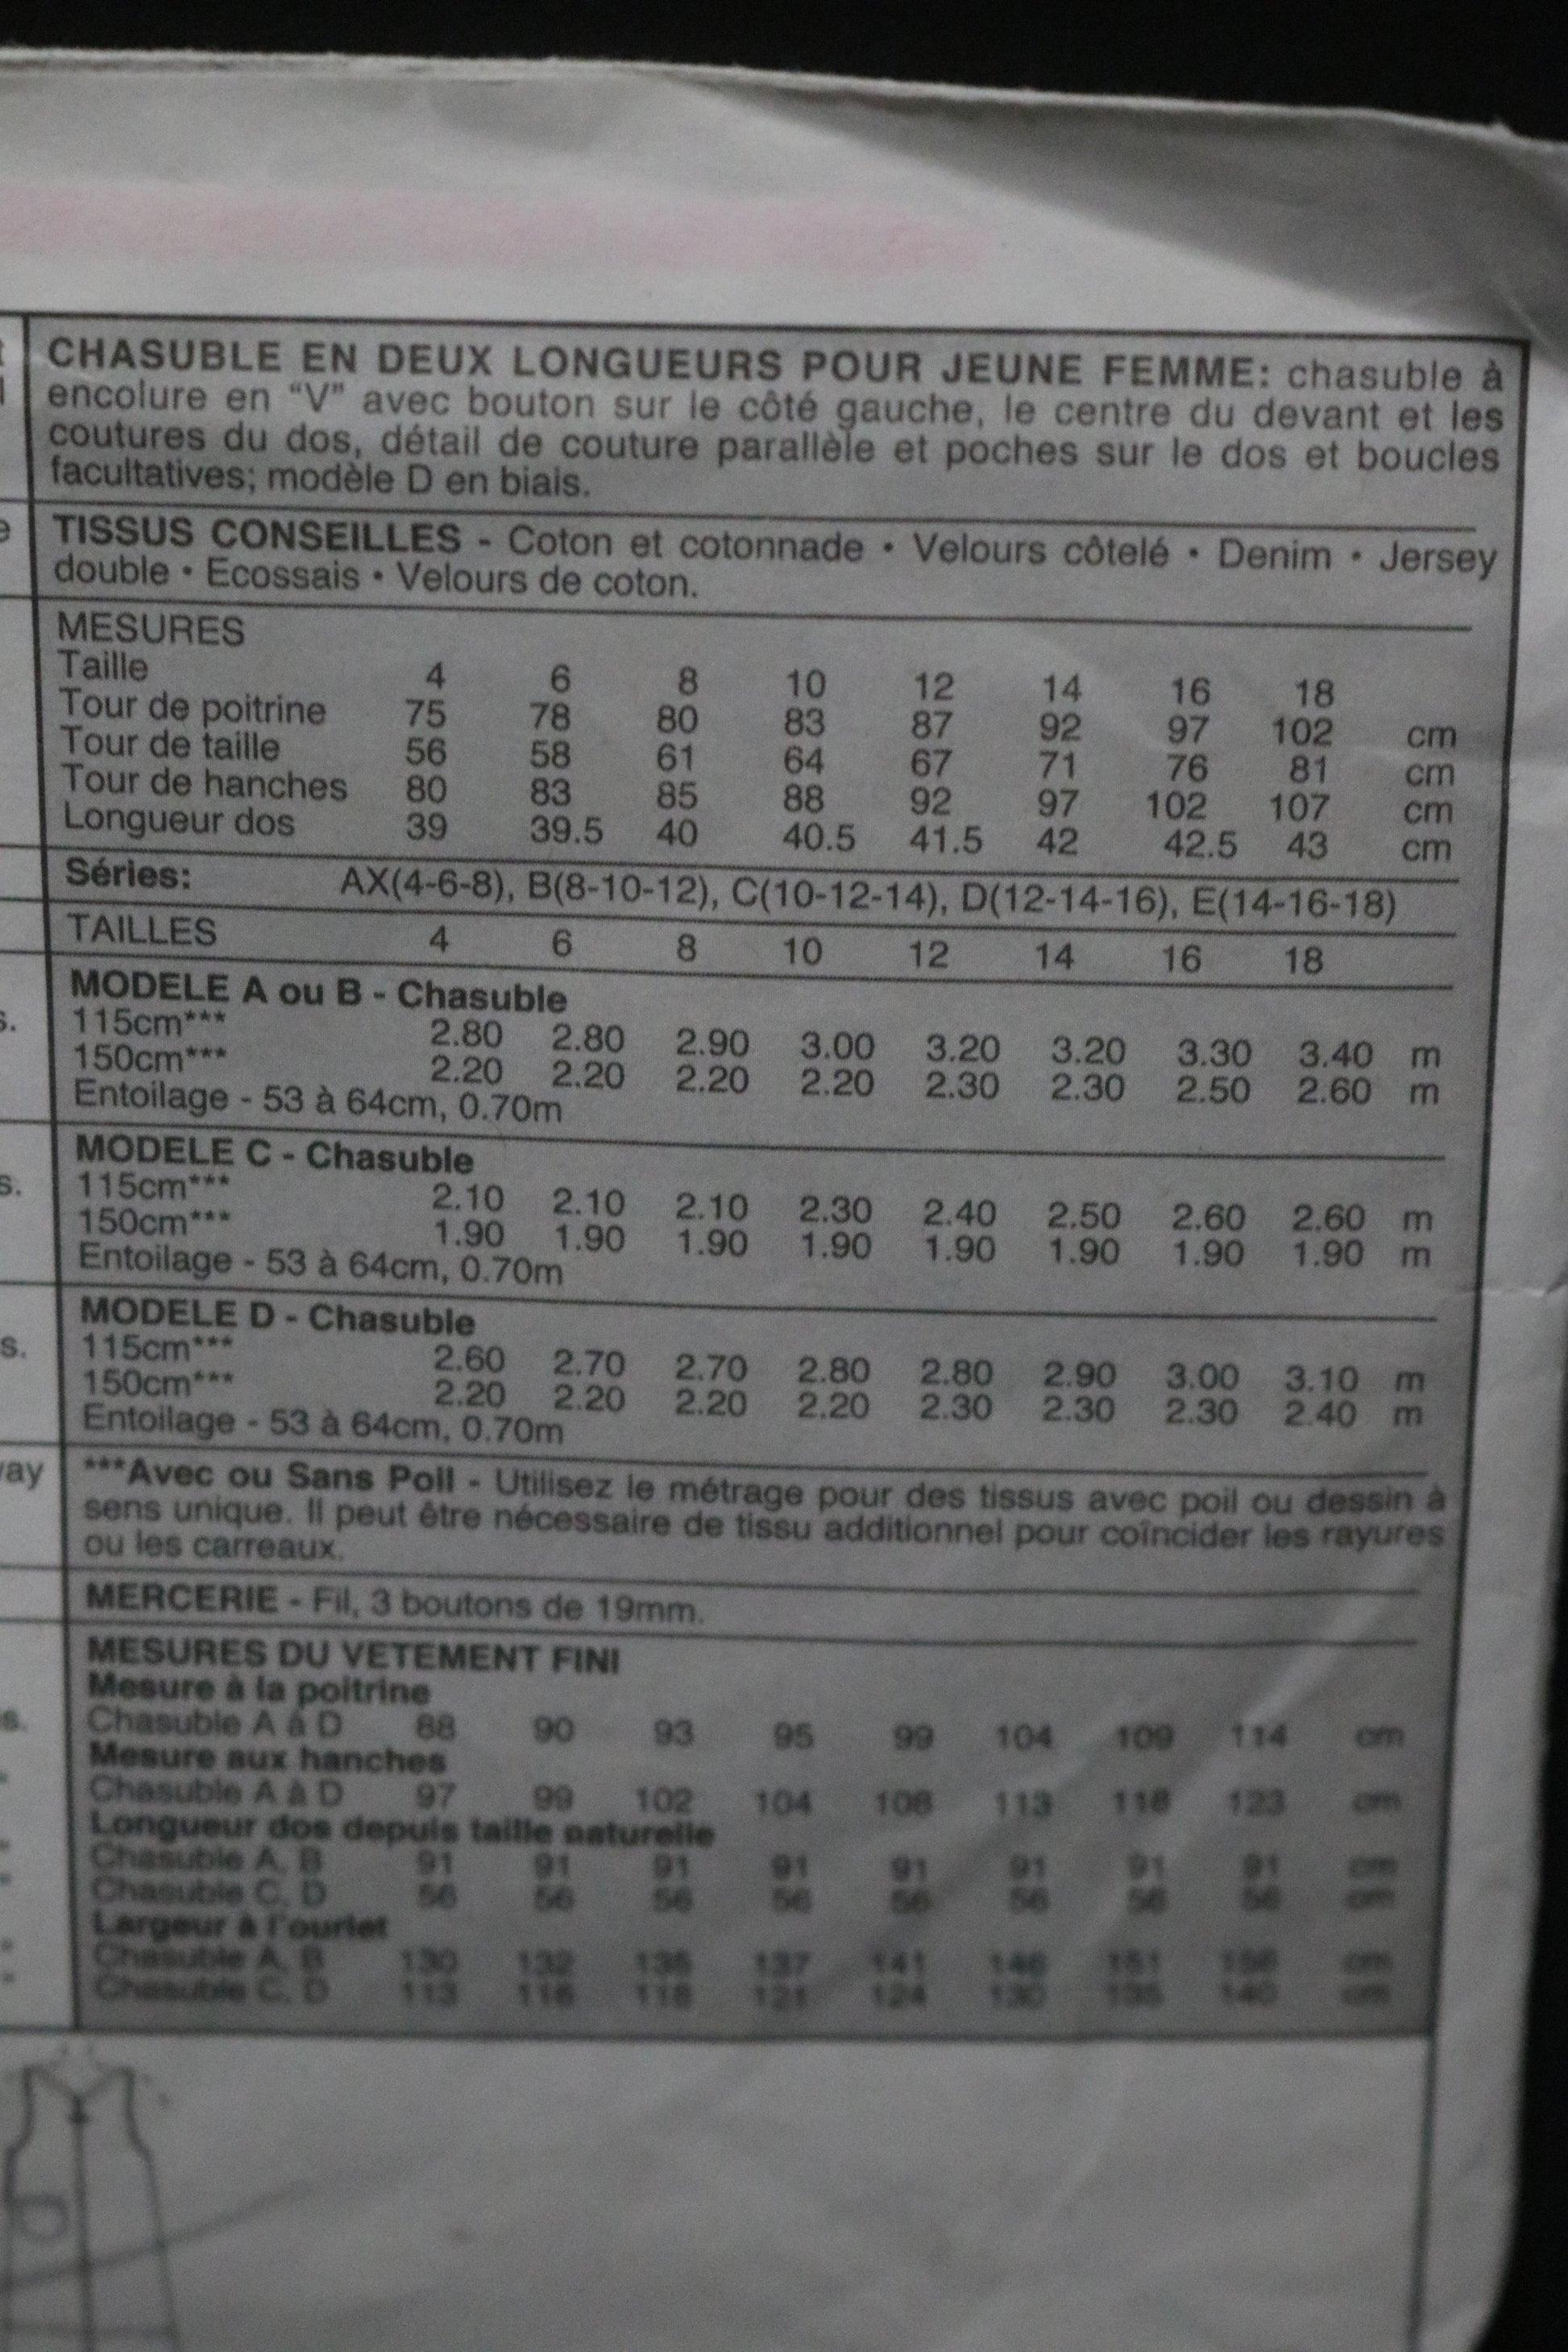 CHASUBLE EN DEUX LONGUEURS POUR JEUNE FEMME: chasuble à
encolure en “V” avec bouton sur le côté gauche, le centre du devant et les
coutures du dos, détail de couture parallèle et poches sur le dos et boucles
facultatives; modèle D en biais.
TISSUS CONSEILLES - Coton et cotonnade • Velours côtelé • Denim • Jersey
double • Ecossais • Velours de coton.
MESURES
Taille 4 6 8 10 12 14 16 18
Tour de poitrine 75 78 80 83 87 92 97 102 cm
Tour de taille 56 58 61 64 67 71 76 81 cm
Tour de hanches 80 83 85 88 92 97 102 107 cm
Longueur dos 39 39.5 40 40.5 41.5 42 42.5 43 cm
Séries: AX(4-6-8), B(8-10-12), C(10-12-14), D(12-14-16), E(14-16-18)
TAILLES 4 6 8 10 12 14 16 18
MODELE A ou B - Chasuble
115cm*** 2.80 2.80 2.90 3.00 3.20 3.20 3.30 3.40 m
150cm*** 2.20 2.20 2.20 2.20 2.30 2.30 2.50 2.60 m
Entoilage - 53 à 64cm, 0.70m
MODELE C - Chasuble
115cm*** 2.10 2.10 2.10 2.30 2.40 2.50 2.60 2.60 m
150cm*** 1.90 1.90 1.90 1.90 1.90 1.90 1.90 1.90 m
Entoilage - 53 à 64cm, 0.70m
MODELE D - Chasuble
115cm*** 2.60 2.70 2.70 2.80 2.80 2.90 3.00 3.10 m
150cm*** 2.20 2.20 2.20 2.20 2.30 2.30 2.30 2.40 m
Entoilage - 53 à 64cm, 0.70m
***Avec ou Sans Poil - Utilisez le métrage pour des tissus avec poil ou dessin à
sens unique. Il peut être nécessaire de tissu additionnel pour coïncider les rayures
ou les carreaux.
MERCERIE - Fil, 3 boutons de 19mm.
MESURES DU VETEMENT FINI
Mesure à la poitrine
Chasuble A à D 88 90 93 95 99 104 109 114 cm
Mesure aux hanches
Chasuble A à D 97 99 102 104 108 113 118 123 cm
Longueur dos depuis taille naturelle
Chasuble A, B 91 91 91 91 91 91 91 91 cm
Chasuble C, D 56 56 56 56 56 56 56 56 cm
Largeur à l'ourlet
Chasuble A, B 130 132 135 137 141 146 151 156 cm
Chasuble C, D 113 116 118 121 124 130 135 140 cm